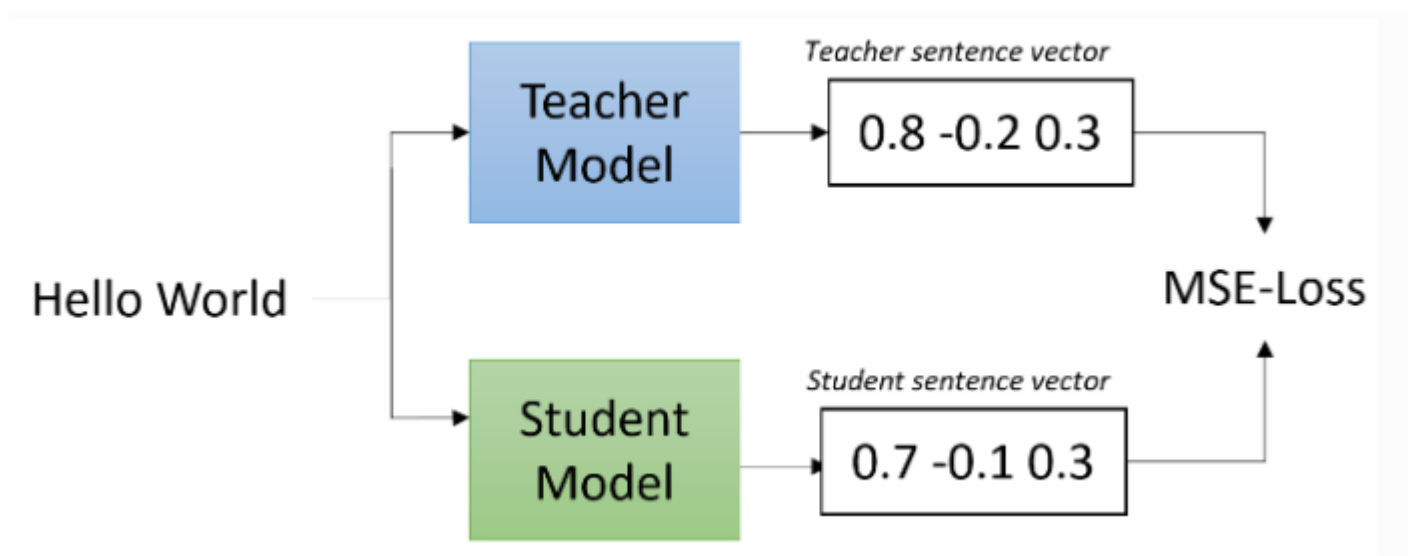 Teacher sentence vector
Teacher
Model
0.8 -0.2 0.3
Hello World
MSE-Loss
Student sentence vector
Student
Model
0.7 -0.1 0.3